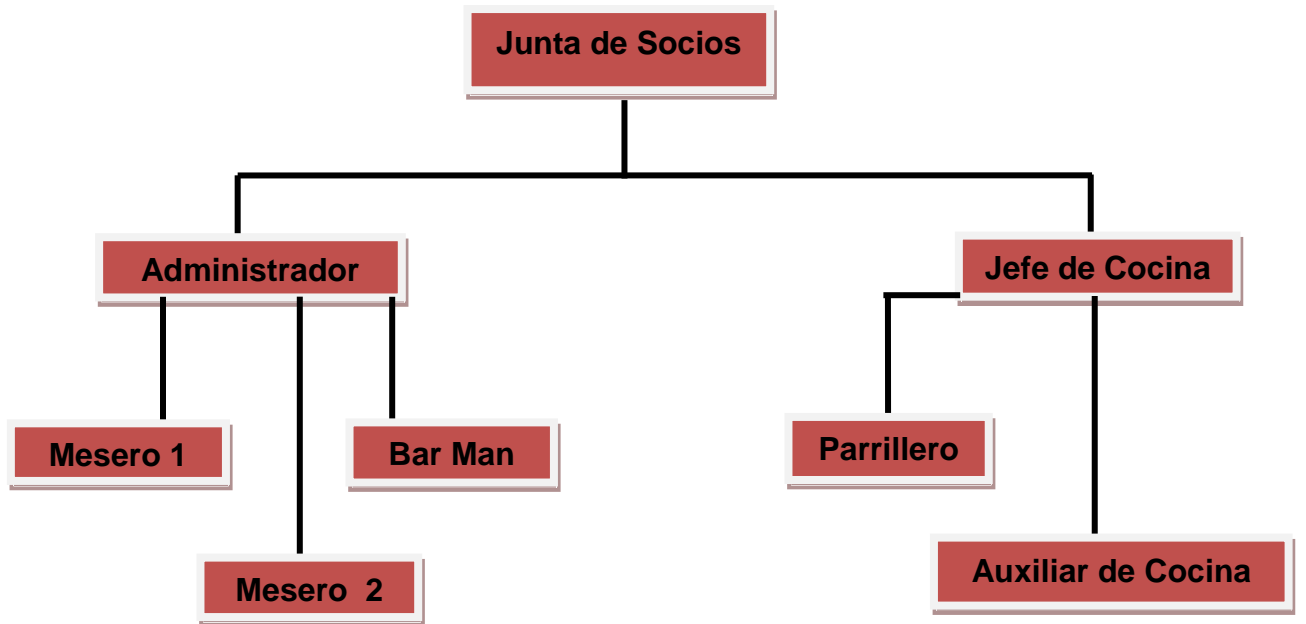 Junta de Socios
Administrador
Jefe de Cocina
Mesero 1
Bar Man
Parrillero
Mesero  2
Auxiliar de Cocina